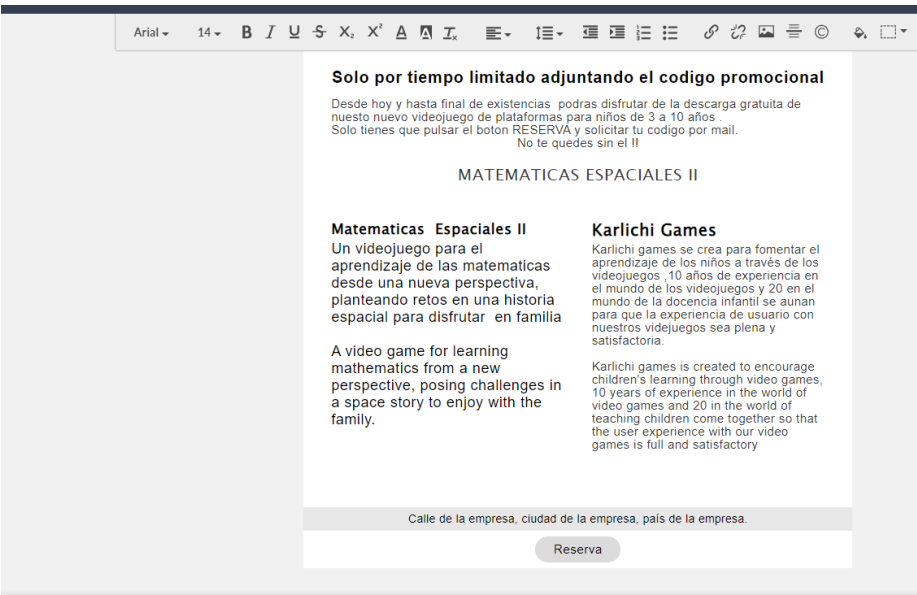 Arial
14
B I U S X₂ X² A A Iₓ
©
Solo por tiempo limitado adjuntando el codigo promocional
Desde hoy y hasta final de existencias  podras disfrutar de la descarga gratuita de
nuesto nuevo videojuego de plataformas para niños de 3 a 10 años .
Solo tienes que pulsar el boton RESERVA y solicitar tu codigo por mail.
No te quedes sin el !!
MATEMATICAS ESPACIALES II
Matematicas  Espaciales II
Un videojuego para el
aprendizaje de las matematicas
desde una nueva perspectiva,
planteando retos en una historia
espacial para disfrutar  en familia
A video game for learning
mathematics from a new
perspective, posing challenges in
a space story to enjoy with the
family.
Karlichi Games
Karlichi games se crea para fomentar el
aprendizaje de los niños a través de los
videojuegos ,10 años de experiencia en
el mundo de los videojuegos y 20 en el
mundo de la docencia infantil se aunan
para que la experiencia de usuario con
nuestros videjuegos sea plena y
satisfactoria.
Karlichi games is created to encourage
children's learning through video games,
10 years of experience in the world of
video games and 20 in the world of
teaching children come together so that
the user experience with our video
games is full and satisfactory
Calle de la empresa, ciudad de la empresa, país de la empresa.
Reserva